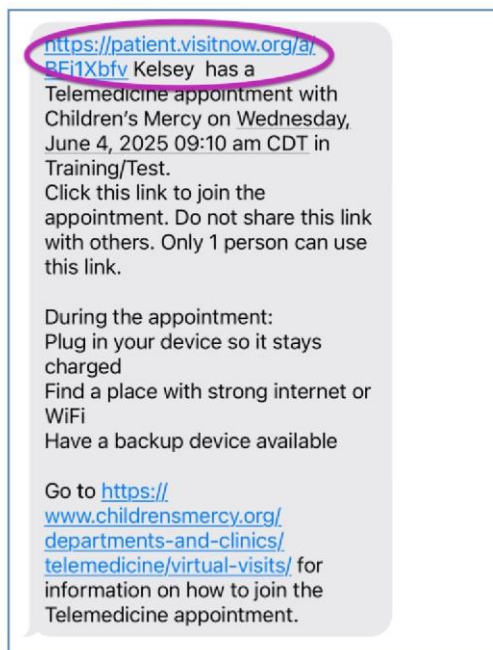 https://patient.visitnow.org/a/
BFj1Xbfv Kelsey  has a
Telemedicine appointment with
Children's Mercy on Wednesday,
June 4, 2025 09:10 am CDT in
Training/Test.
Click this link to join the
appointment. Do not share this link
with others. Only 1 person can use
this link.

During the appointment:
Plug in your device so it stays
charged
Find a place with strong internet or
WiFi
Have a backup device available

Go to https://
www.childrensmercy.org/
departments-and-clinics/
telemedicine/virtual-visits/ for
information on how to join the
Telemedicine appointment.